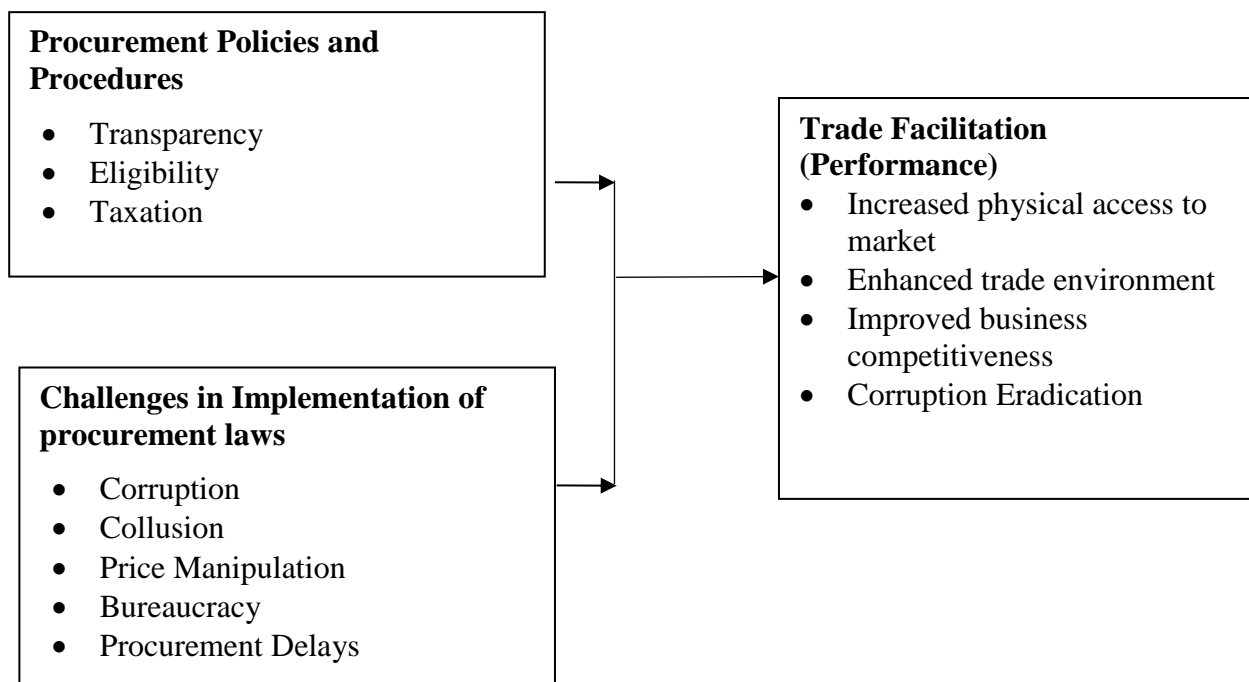 Procurement Policies and
Procedures
• Transparency
• Eligibility
• Taxation
Challenges in Implementation of
procurement laws
• Corruption
• Collusion
• Price Manipulation
• Bureaucracy
• Procurement Delays
Trade Facilitation
(Performance)
• Increased physical access to
market
• Enhanced trade environment
• Improved business
competitiveness
• Corruption Eradication